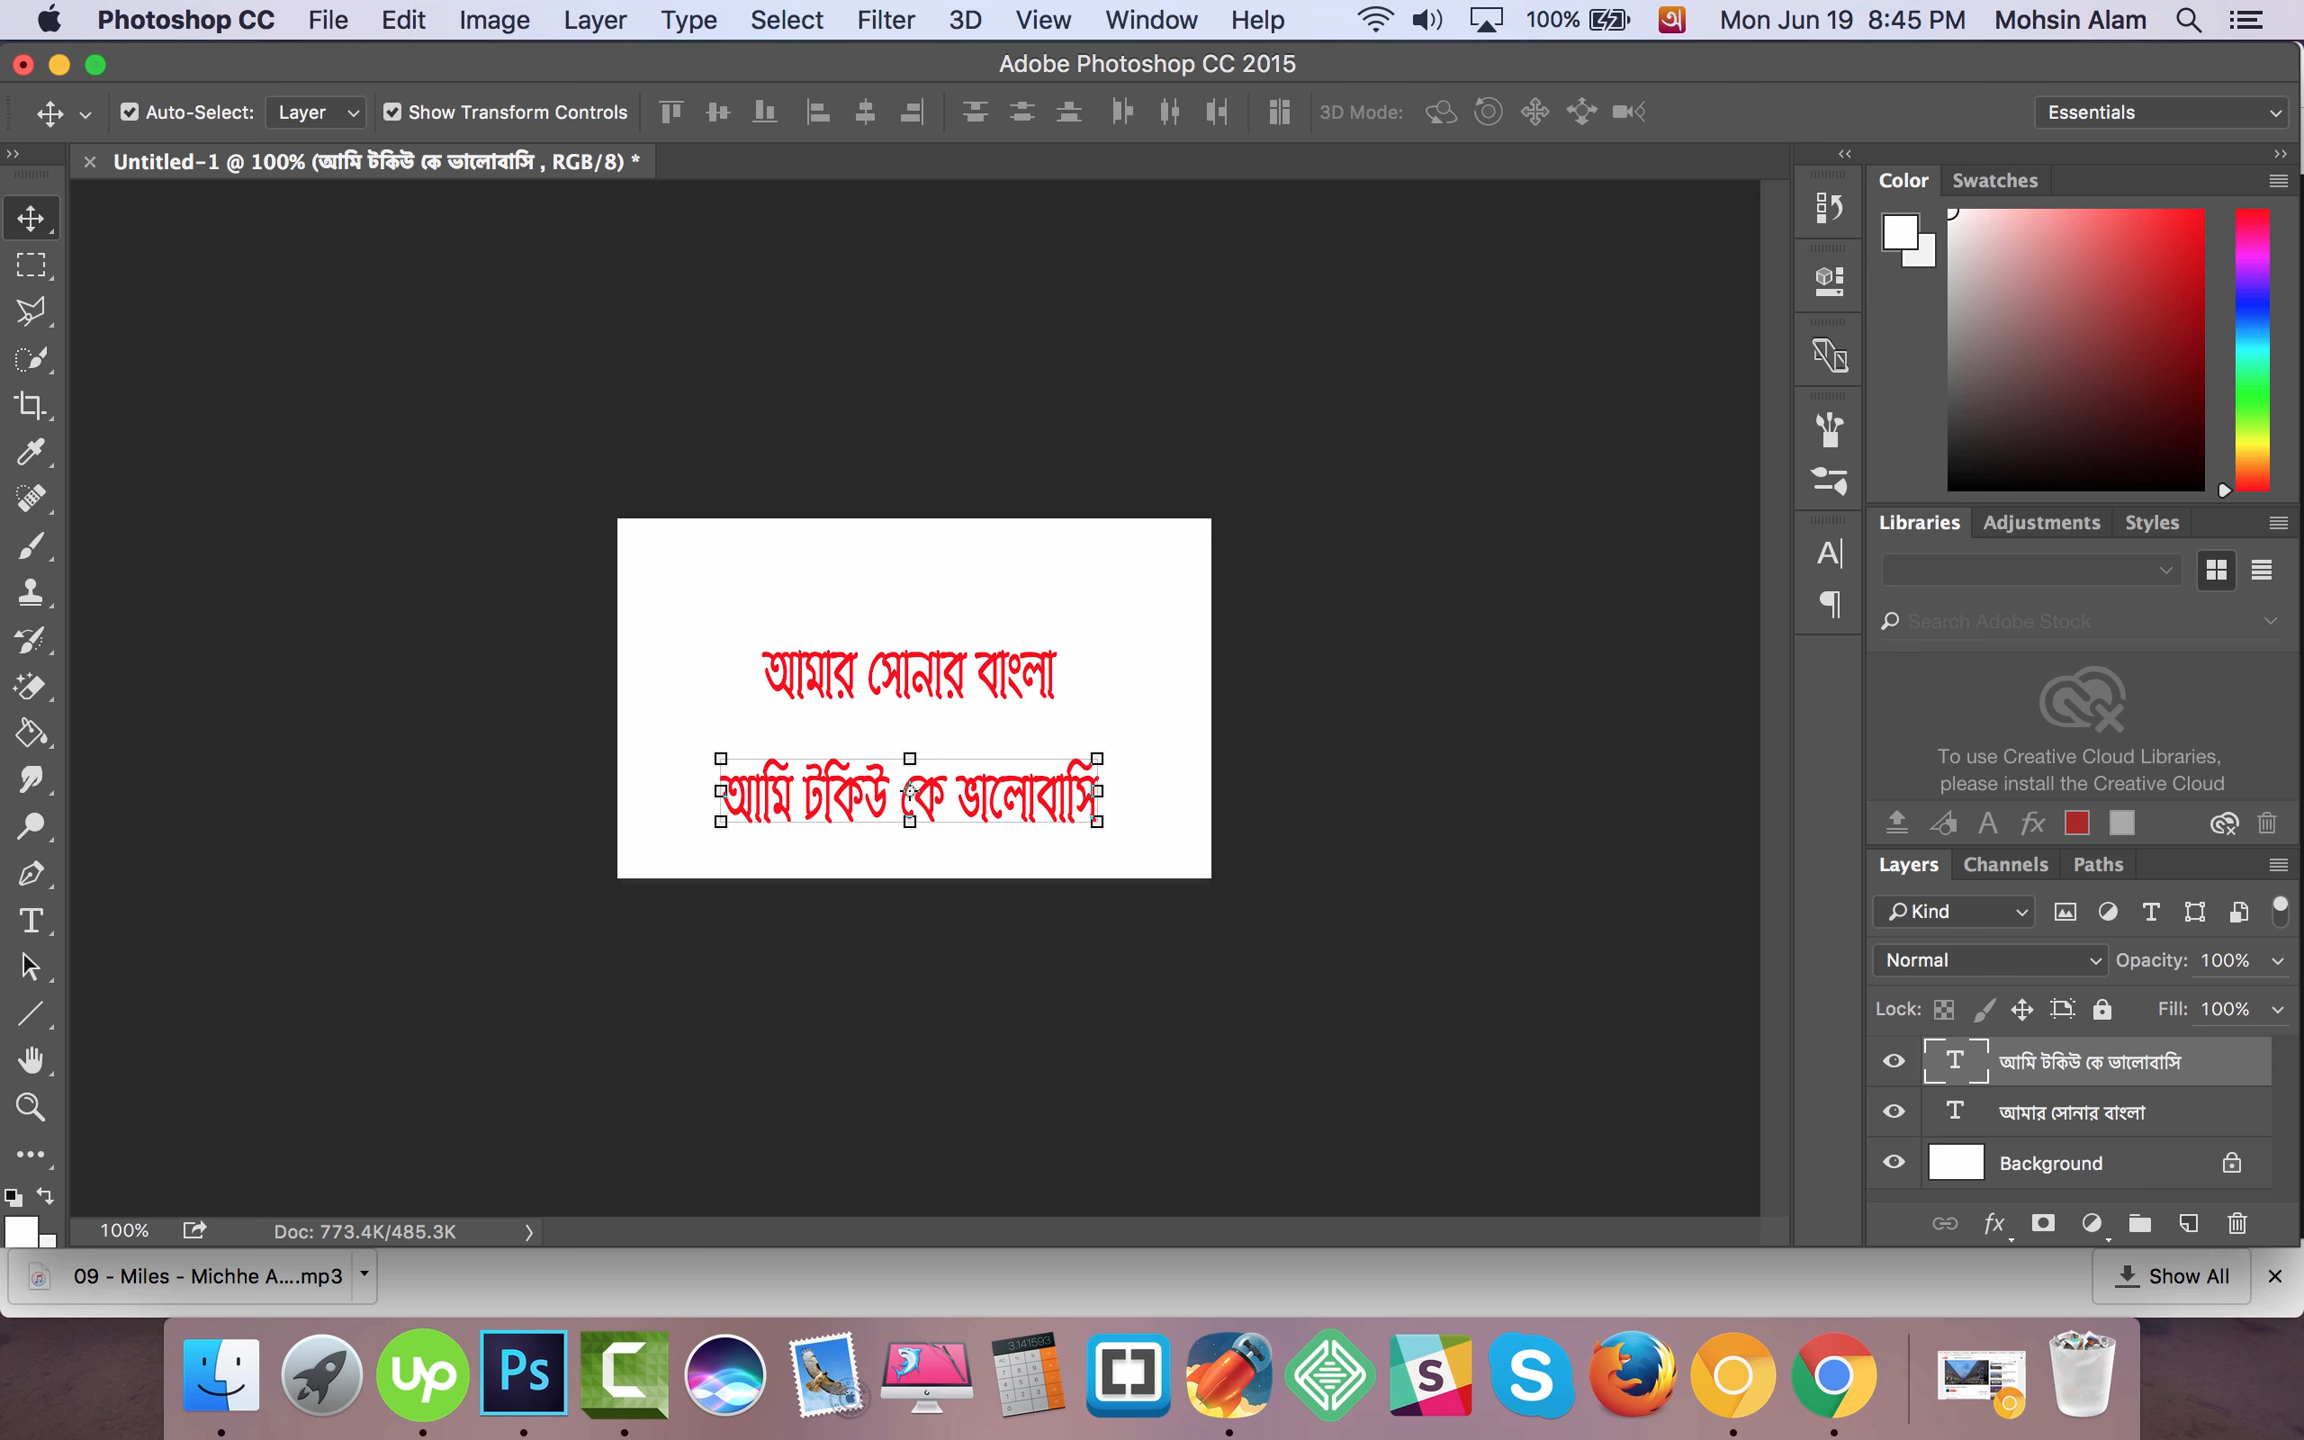 Photoshop CC File Edit Image Layer Type Select Filter 3D View Window Help 100% অ Mon Jun 19 8:45 PM Mohsin Alam
Adobe Photoshop CC 2015
Auto-Select: Layer Show Transform Controls 3D Mode: Essentials
Untitled-1 @ 100% (আমি টকিউ কে ভালোবাসি , RGB/8) *
Color Swatches
Libraries Adjustments Styles
Search Adobe Stock
আমার সোনার বাংলা
To use Creative Cloud Libraries,
please install the Creative Cloud
আমি টকিউ কে ভালোবাসি
Layers Channels Paths
Kind
Normal Opacity: 100%
Lock: Fill: 100%
আমি টকিউ কে ভালোবাসি
আমার সোনার বাংলা
Background
100% Doc: 773.4K/485.3K
09 - Miles - Michhe A....mp3 Show All
up Ps C 3.141593 S S